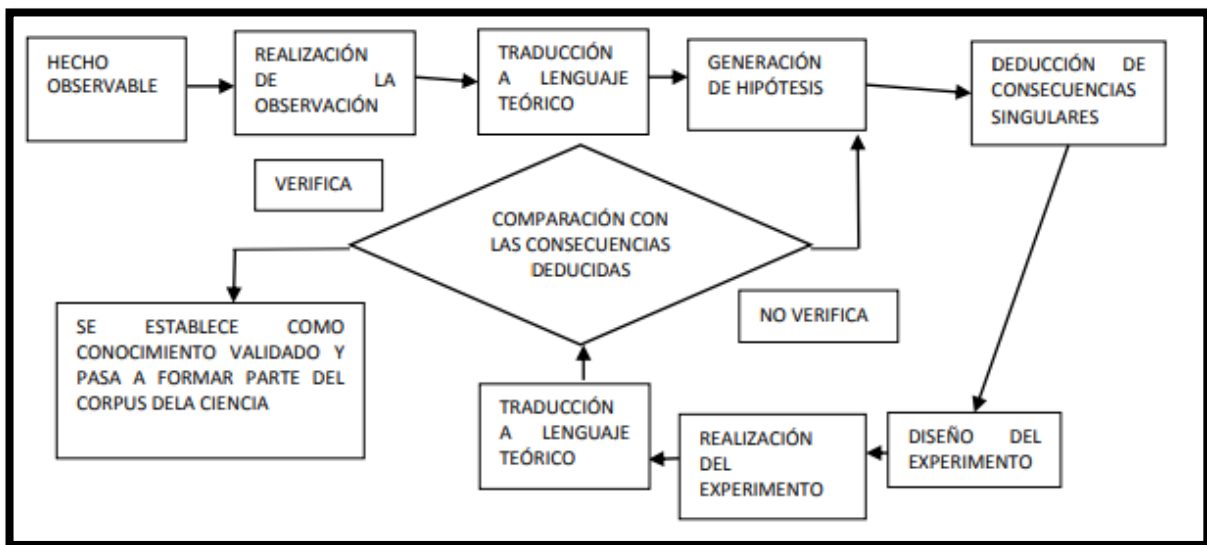 HECHO
OBSERVABLE
REALIZACIÓN
DE LA
OBSERVACIÓN
TRADUCCIÓN
A LENGUAJE
TEÓRICO
GENERACIÓN
DE HIPÓTESIS
DEDUCCIÓN DE
CONSECUENCIAS
SINGULARES
VERIFICA
COMPARACIÓN CON
LAS CONSECUENCIAS
DEDUCIDAS
NO VERIFICA
SE ESTABLECE COMO
CONOCIMIENTO VALIDADO Y
PASA A FORMAR PARTE DEL
CORPUS DELA CIENCIA
TRADUCCIÓN
A LENGUAJE
TEÓRICO
REALIZACIÓN
DEL
EXPERIMENTO
DISEÑO DEL
EXPERIMENTO